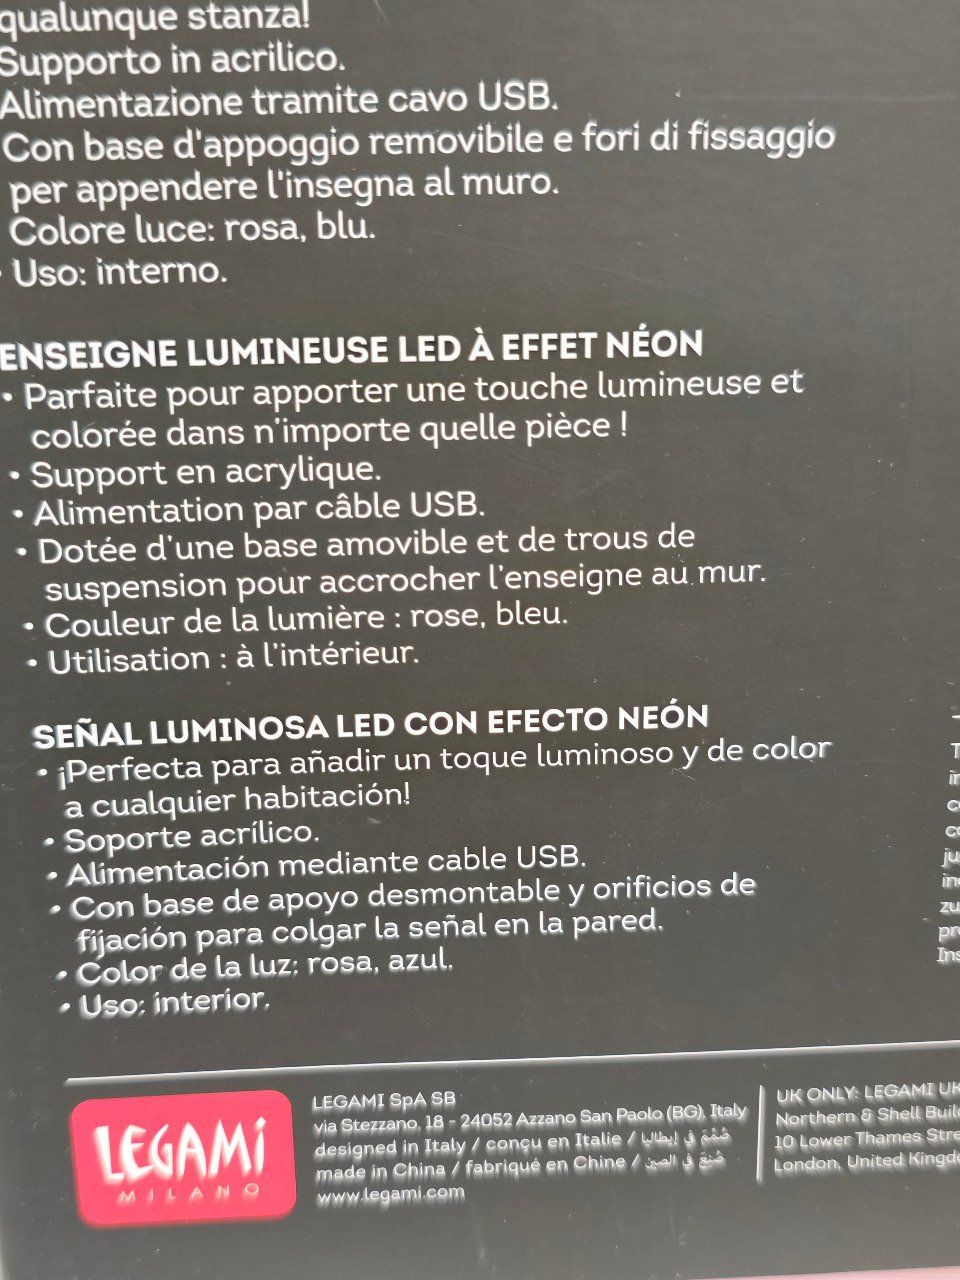 qualunque stanza!
Supporto in acrilico.
Alimentazione tramite cavo USB.
Con base d'appoggio removibile e fori di fissaggio
per appendere l'insegna al muro.
Colore luce: rosa, blu.
• Uso: interno.
ENSEIGNE LUMINEUSE LED À EFFET NÉON
• Parfaite pour apporter une touche lumineuse et
colorée dans n’importe quelle pièce !
• Support en acrylique.
• Alimentation par câble USB.
• Dotée d’une base amovible et de trous de
suspension pour accrocher l’enseigne au mur.
• Couleur de la lumière : rose, bleu.
• Utilisation : à l’intérieur.
SEÑAL LUMINOSA LED CON EFECTO NEÓN
• ¡Perfecta para añadir un toque luminoso y de color
a cualquier habitación!
• Soporte acrílico.
• Alimentación mediante cable USB.
• Con base de apoyo desmontable y orificios de
fijación para colgar la señal en la pared.
• Color de la luz: rosa, azul.
• Uso: interior.
LEGAMI
MILANO
LEGAMI SpA SB
via Stezzano, 18 - 24052 Azzano San Paolo (BG), Italy
designed in Italy / conçu en Italie / صُمّم في إيطاليا
made in China / fabriqué en Chine / صُنعَ في الصين
www.legami.com
UK ONLY: LEGAMI UK
Northern & Shell Buil
10 Lower Thames Stre
London, United Kingdo